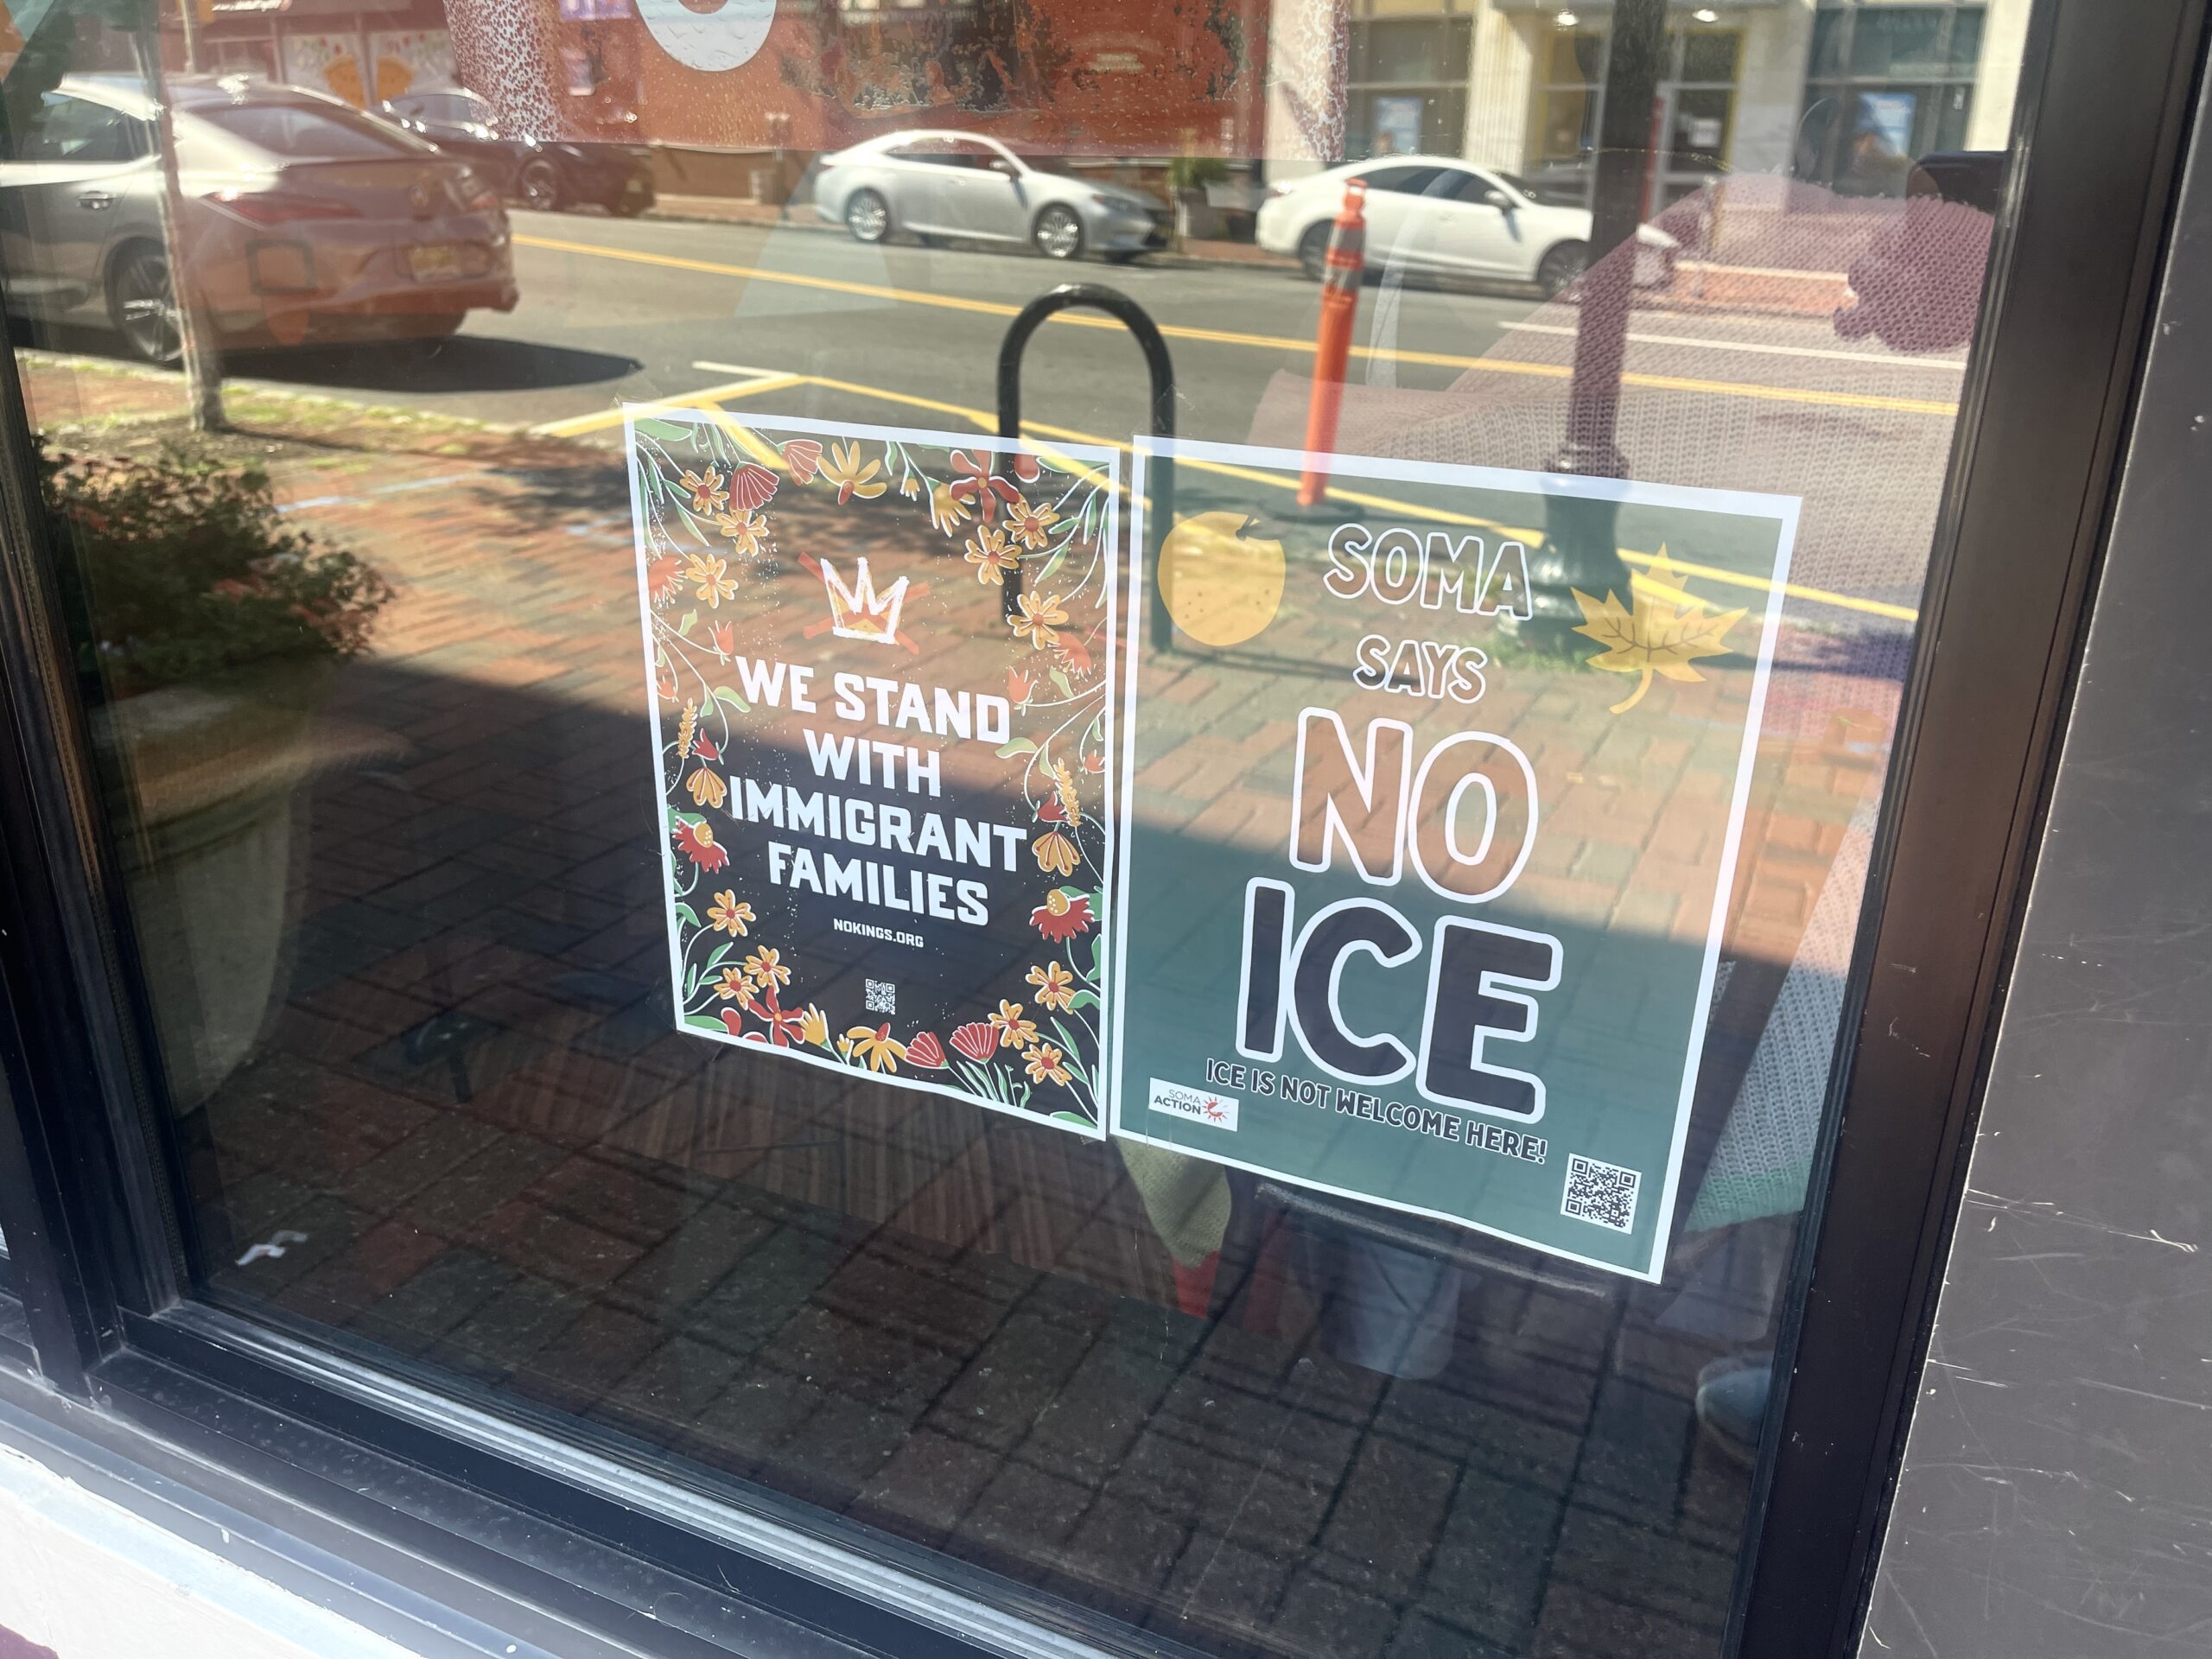 WE STAND
WITH
IMMIGRANT
FAMILIES
NOKINGS.ORG
SOMA
SAYS
NO
ICE
ICE IS NOT WELCOME HERE!
SOMA
ACTION